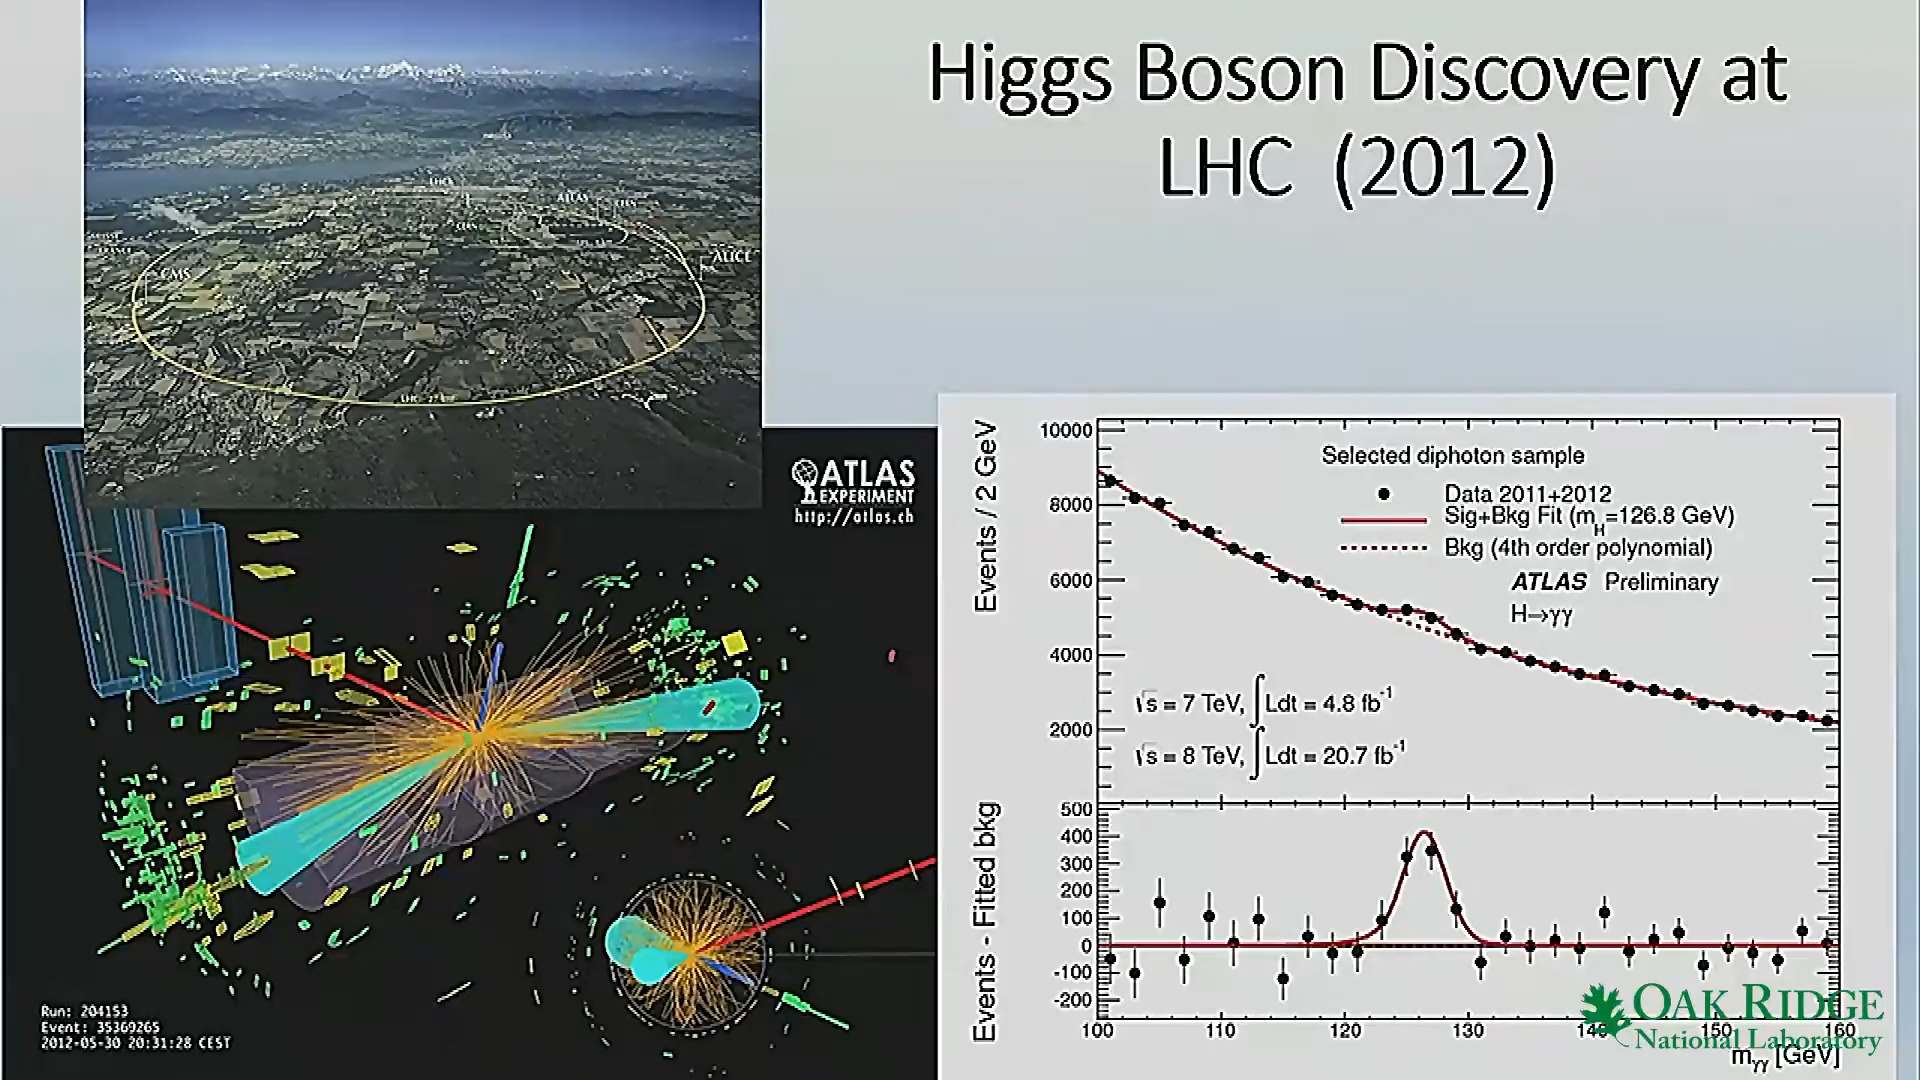 Higgs Boson Discovery at
LHC (2012)
ATLAS
CMS
ALICE
ATLAS
EXPERIMENT
http://atlas.ch
Run: 204153
Event: 35369265
2012-05-30 20:31:28 CEST
Events / 2 GeV
10000
8000
6000
4000
2000
Selected diphoton sample
Data 2011+2012
Sig+Bkg Fit (m_H=126.8 GeV)
Bkg (4th order polynomial)
ATLAS Preliminary
H→γγ
√s = 7 TeV, ∫Ldt = 4.8 fb⁻¹
√s = 8 TeV, ∫Ldt = 20.7 fb⁻¹
Events - Fitted bkg
500
400
300
200
100
0
-100
-200
100 110 120 130 140 150 160
m_γγ [GeV]
OAK RIDGE
National Laboratory